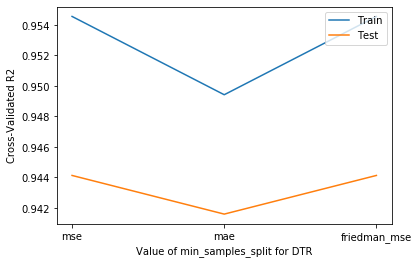 Cross-Validated R2
0.954
0.952
0.950
0.948
0.946
0.944
0.942
Train
Test
mse
mae
friedman_mse
Value of min_samples_split for DTR